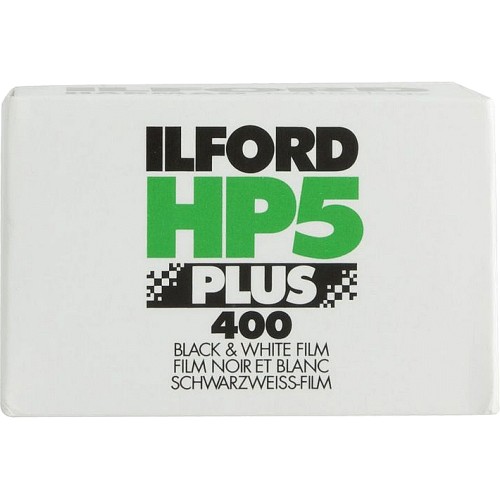 ILFORD
HP5
PLUS
400
BLACK & WHITE FILM
FILM NOIR ET BLANC
SCHWARZWEISS-FILM